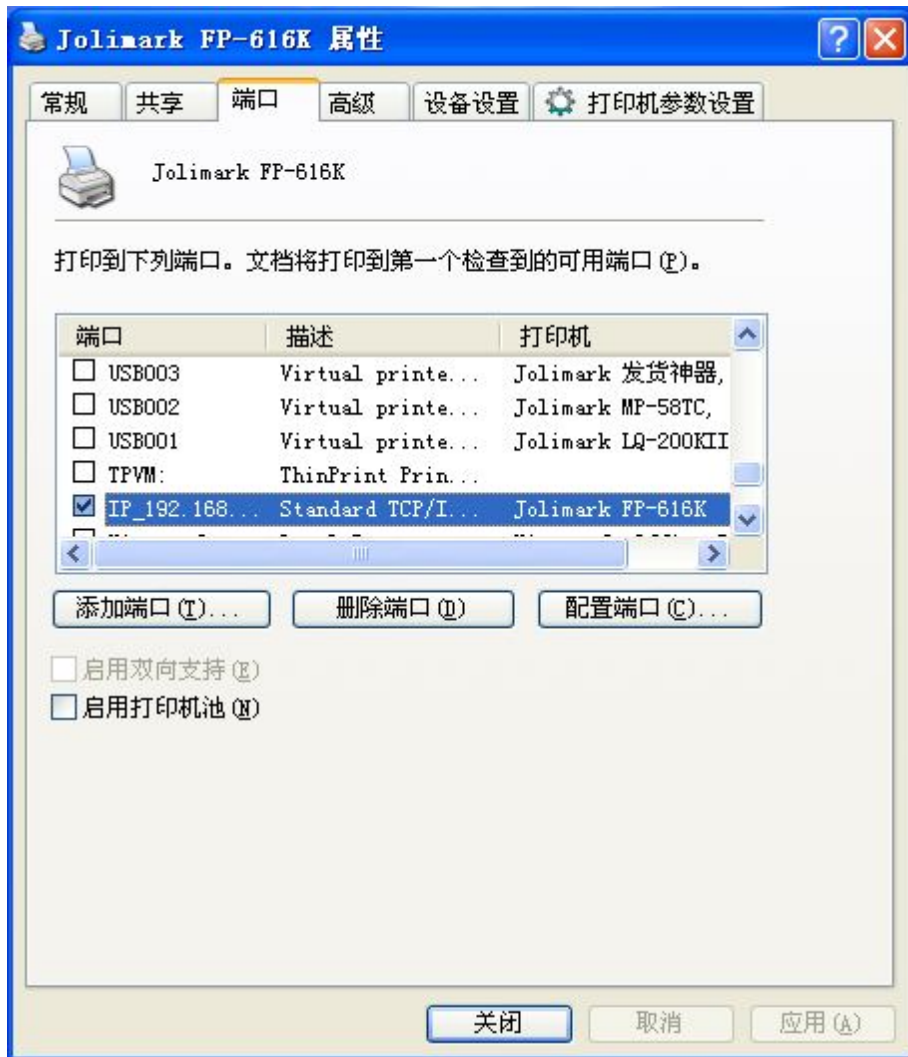 Jolimark FP-616K 属性
常规 共享 端口 高级 设备设置 打印机参数设置
Jolimark FP-616K
打印到下列端口。文档将打印到第一个检查到的可用端口(P)。
端口 描述 打印机
USB003 Virtual printe... Jolimark 发货神器,
USB002 Virtual printe... Jolimark MP-58TC,
USB001 Virtual printe... Jolimark LQ-200KII
TPVM: ThinPrint Prin...
IP_192.168... Standard TCP/I... Jolimark FP-616K
添加端口(T)... 删除端口(D) 配置端口(C)...
启用双向支持(E)
启用打印机池(N)
关闭 取消 应用(A)